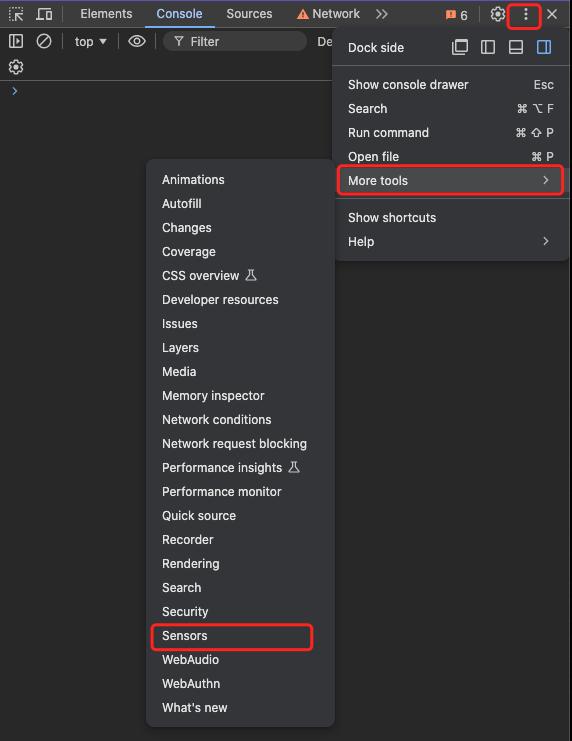 Elements Console Sources Network 6
top Filter De
Dock side
Show console drawer Esc
Search ⌘ ⌥ F
Run command ⌘ ⇧ P
Open file ⌘ P
More tools
Show shortcuts
Help
Animations
Autofill
Changes
Coverage
CSS overview
Developer resources
Issues
Layers
Media
Memory inspector
Network conditions
Network request blocking
Performance insights
Performance monitor
Quick source
Recorder
Rendering
Search
Security
Sensors
WebAudio
WebAuthn
What's new